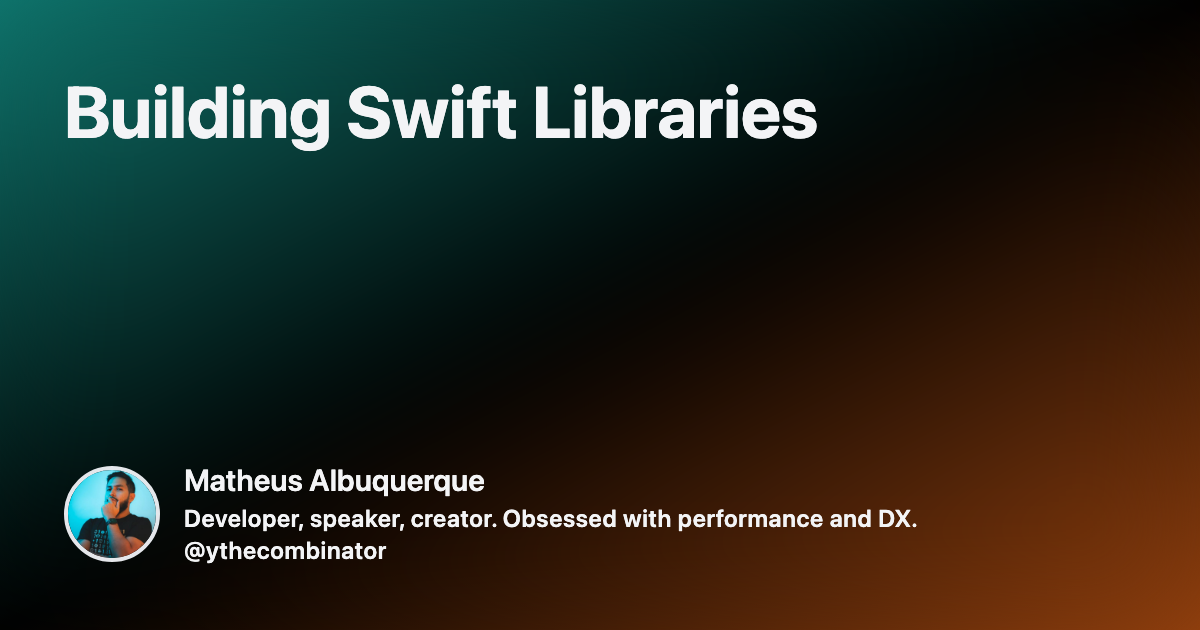 Building Swift Libraries
Matheus Albuquerque
Developer, speaker, creator. Obsessed with performance and DX.
@ythecombinator